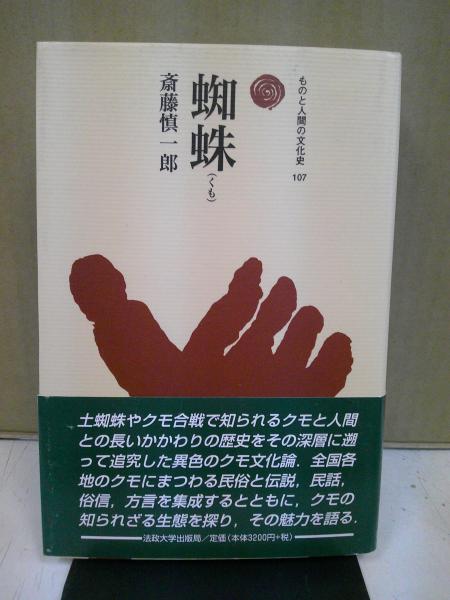 ものと人間の文化史 107
蜘蛛(くも)
斎藤慎一郎
土蜘蛛やクモ合戦で知られるクモと人間
との長いかかわりの歴史をその深層に遡
って追究した異色のクモ文化論．全国各
地のクモにまつわる民俗と伝説，民話，
俗信，方言を集成するとともに，クモの
知られざる生態を探り，その魅力を語る．
法政大学出版局／定価（本体3200円+税）